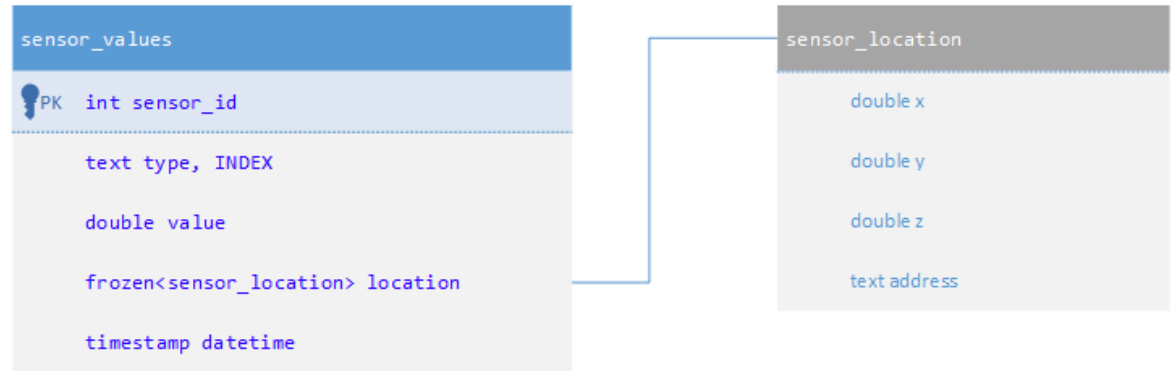 sensor_values
PK int sensor_id
text type, INDEX
double value
frozen<sensor_location> location
timestamp datetime
sensor_location
double x
double y
double z
text address